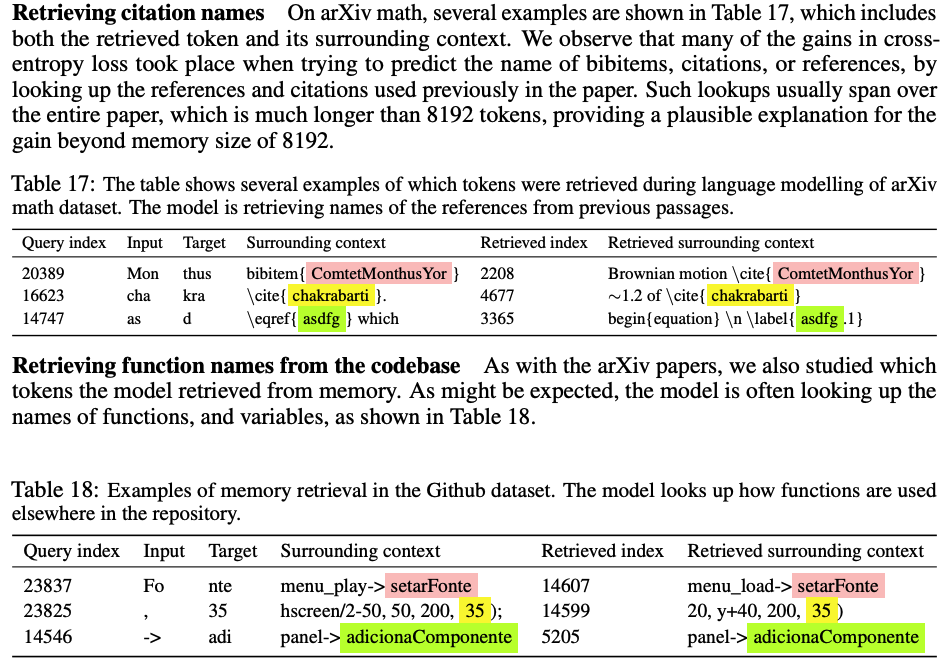 Retrieving citation names On arXiv math, several examples are shown in Table 17, which includes
both the retrieved token and its surrounding context. We observe that many of the gains in cross-
entropy loss took place when trying to predict the name of bibitems, citations, or references, by
looking up the references and citations used previously in the paper. Such lookups usually span over
the entire paper, which is much longer than 8192 tokens, providing a plausible explanation for the
gain beyond memory size of 8192.
Table 17: The table shows several examples of which tokens were retrieved during language modelling of arXiv
math dataset. The model is retrieving names of the references from previous passages.
Query index Input Target Surrounding context Retrieved index Retrieved surrounding context
20389 Mon thus bibitem{ ComtetMonthusYor } 2208 Brownian motion \cite{ ComtetMonthusYor }
16623 cha kra \cite{ chakrabarti }. 4677 ∼1.2 of \cite{ chakrabarti }
14747 as d \eqref{ asdfg } which 3365 begin{equation} \n \label{ asdfg .1}
Retrieving function names from the codebase As with the arXiv papers, we also studied which
tokens the model retrieved from memory. As might be expected, the model is often looking up the
names of functions, and variables, as shown in Table 18.
Table 18: Examples of memory retrieval in the Github dataset. The model looks up how functions are used
elsewhere in the repository.
Query index Input Target Surrounding context Retrieved index Retrieved surrounding context
23837 Fo nte menu_play-> setarFonte 14607 menu_load-> setarFonte
23825 , 35 hscreen/2-50, 50, 200, 35 ); 14599 20, y+40, 200, 35 )
14546 -> adi panel-> adicionaComponente 5205 panel-> adicionaComponente